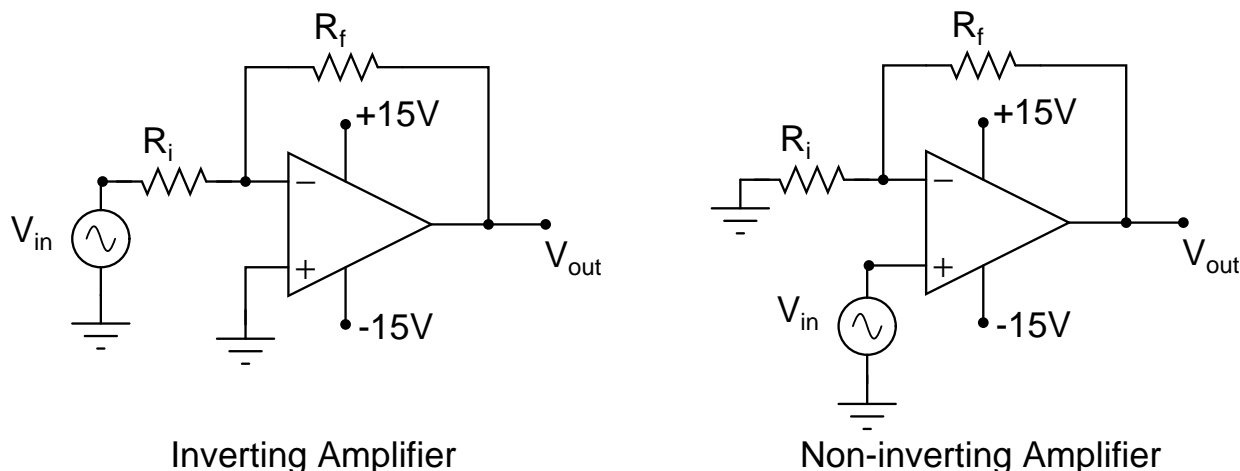 R_f
+15V
R_i
−
V_in
+
V_out
-15V
Inverting Amplifier
R_f
+15V
R_i
−
V_out
+
V_in
-15V
Non-inverting Amplifier